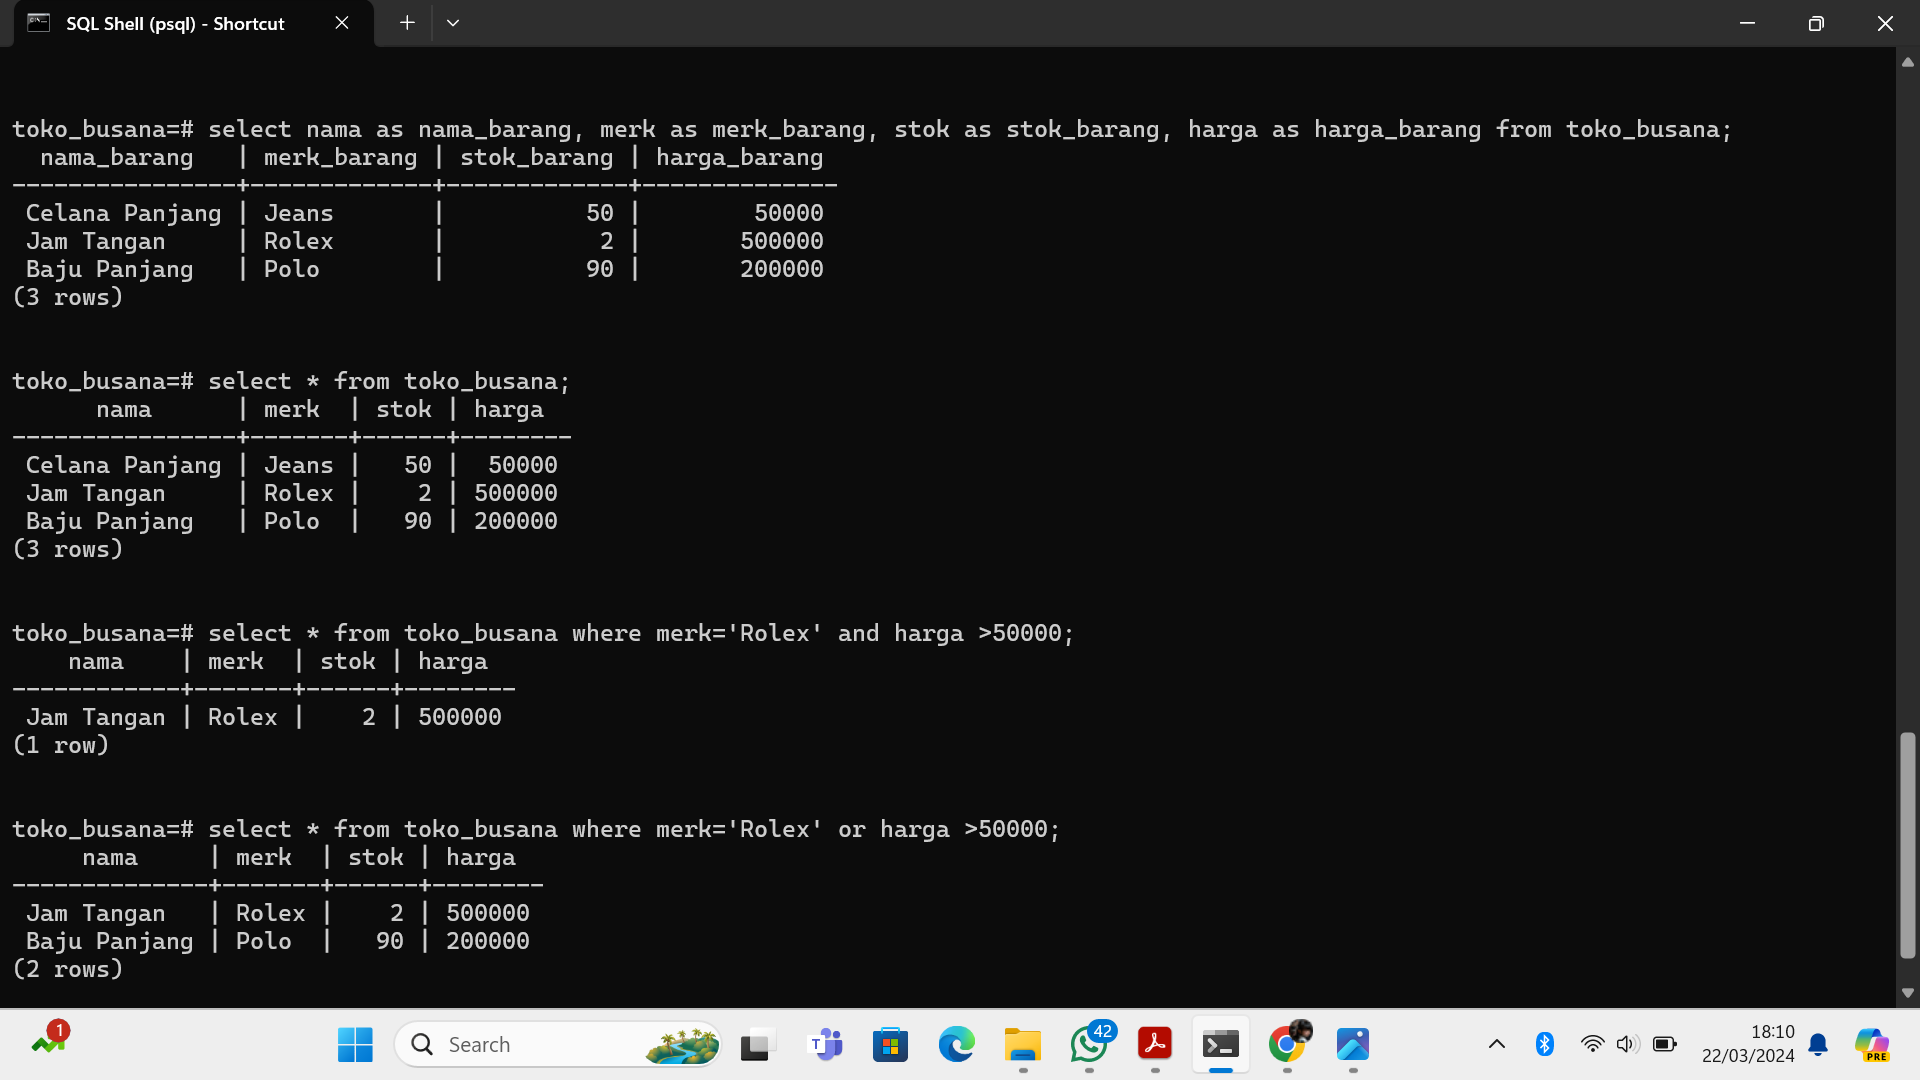 SQL Shell (psql) - Shortcut
toko_busana=# select nama as nama_barang, merk as merk_barang, stok as stok_barang, harga as harga_barang from toko_busana;
  nama_barang   | merk_barang | stok_barang | harga_barang
----------------+-------------+-------------+--------------
 Celana Panjang | Jeans       |          50 |        50000
 Jam Tangan     | Rolex       |           2 |       500000
 Baju Panjang   | Polo        |          90 |       200000
(3 rows)
toko_busana=# select * from toko_busana;
      nama      | merk  | stok | harga
----------------+-------+------+--------
 Celana Panjang | Jeans |   50 |  50000
 Jam Tangan     | Rolex |    2 | 500000
 Baju Panjang   | Polo  |   90 | 200000
(3 rows)
toko_busana=# select * from toko_busana where merk='Rolex' and harga >50000;
    nama    | merk  | stok | harga
------------+-------+------+--------
 Jam Tangan | Rolex |    2 | 500000
(1 row)
toko_busana=# select * from toko_busana where merk='Rolex' or harga >50000;
     nama     | merk  | stok | harga
--------------+-------+------+--------
 Jam Tangan   | Rolex |    2 | 500000
 Baju Panjang | Polo  |   90 | 200000
(2 rows)
1
Search
T
42
PRE
18:10
22/03/2024